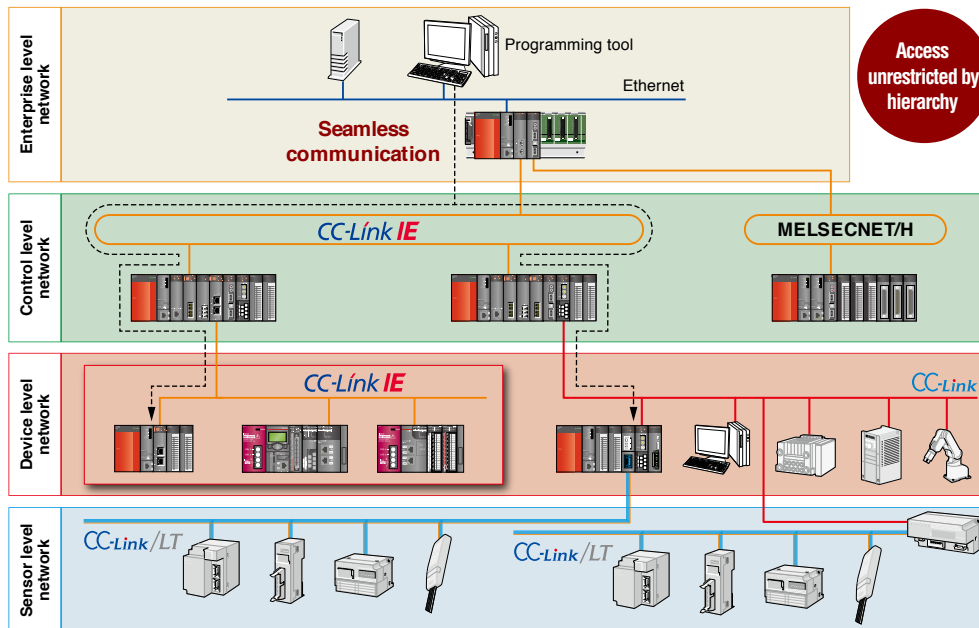 Enterprise level
network
Programming tool
Ethernet
Access
unrestricted by
hierarchy
Seamless
communication
Control level
network
CC-Link IE
MELSECNET/H
Device level
network
CC-Link IE
CC-Link
Sensor level
network
CC-Link/LT
CC-Link/LT